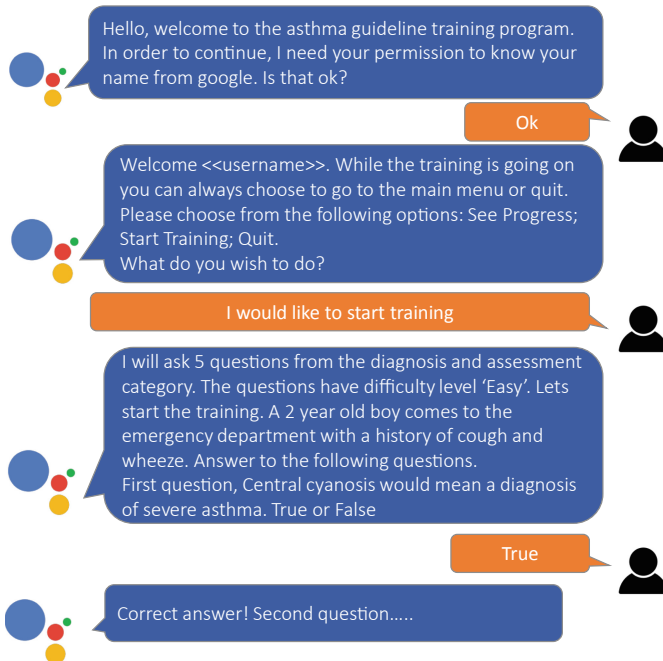 Hello, welcome to the asthma guideline training program.
In order to continue, I need your permission to know your
name from google. Is that ok?
Ok
Welcome <<username>>. While the training is going on
you can always choose to go to the main menu or quit.
Please choose from the following options: See Progress;
Start Training; Quit.
What do you wish to do?
I would like to start training
I will ask 5 questions from the diagnosis and assessment
category. The questions have difficulty level ‘Easy’. Lets
start the training. A 2 year old boy comes to the
emergency department with a history of cough and
wheeze. Answer to the following questions.
First question, Central cyanosis would mean a diagnosis
of severe asthma. True or False
True
Correct answer! Second question.....